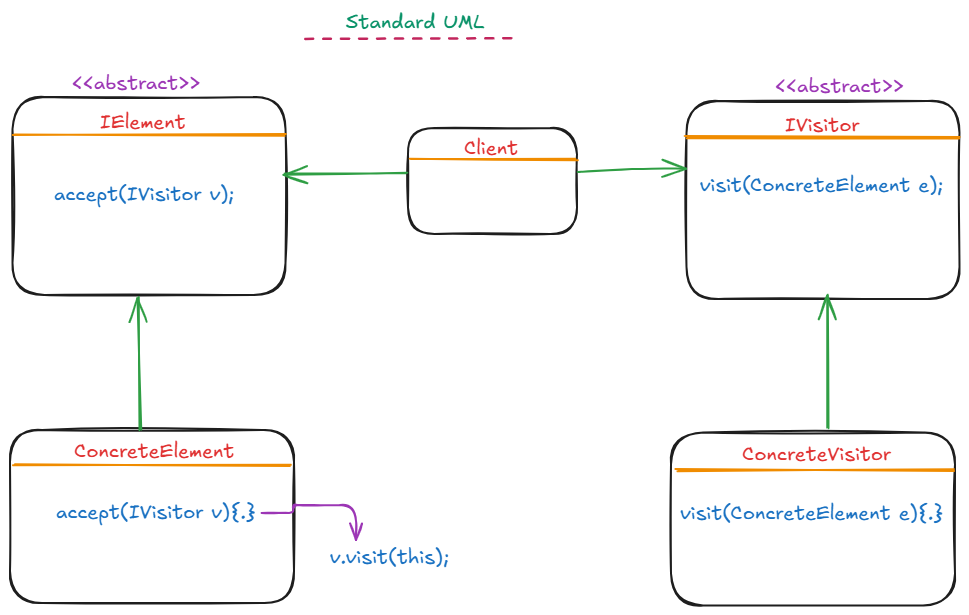 Standard UML
<<abstract>>
IElement
accept(IVisitor v);
Client
<<abstract>>
IVisitor
visit(ConcreteElement e);
ConcreteElement
accept(IVisitor v){.}
v.visit(this);
ConcreteVisitor
visit(ConcreteElement e){.}